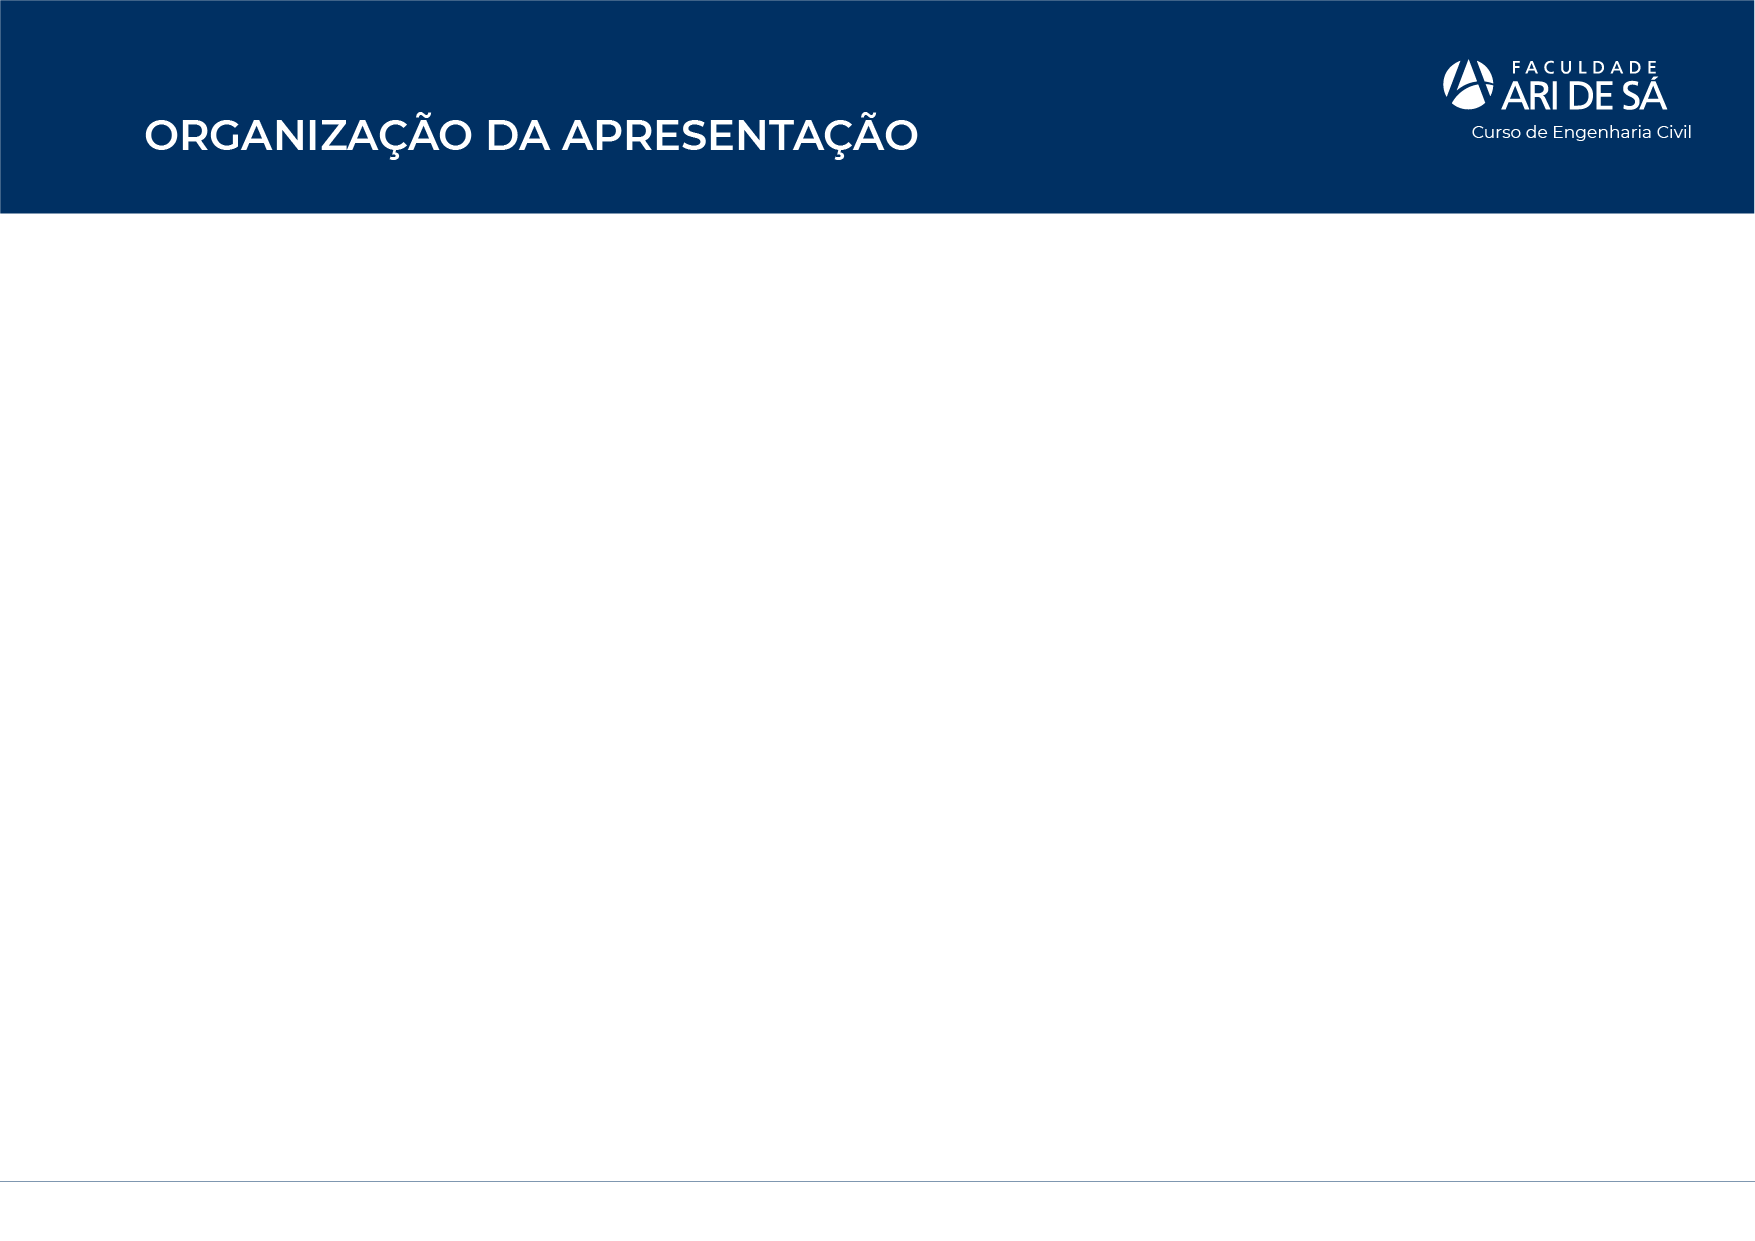 ORGANIZAÇÃO DA APRESENTAÇÃO
FACULDADE
ARI DE SÁ
Curso de Engenharia Civil